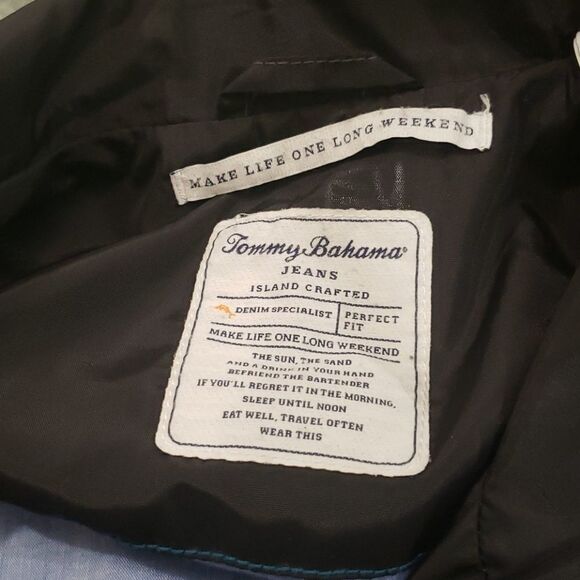 MAKE LIFE ONE LONG WEEKEND
Tommy Bahama®
JEANS
ISLAND CRAFTED
DENIM SPECIALIST
PERFECT
FIT
MAKE LIFE ONE LONG WEEKEND
THE SUN, THE SAND
AND A DRINK IN YOUR HAND
BEFRIEND THE BARTENDER
IF YOU'LL REGRET IT IN THE MORNING,
SLEEP UNTIL NOON
EAT WELL, TRAVEL OFTEN
WEAR THIS